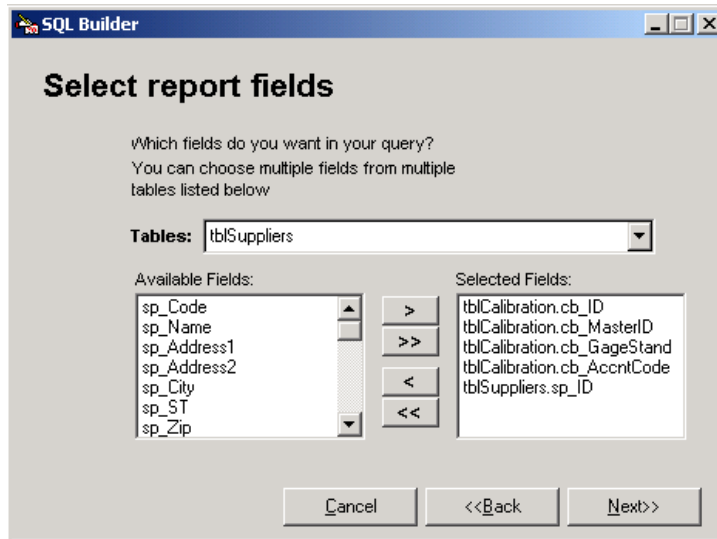 SQL Builder
Select report fields
Which fields do you want in your query?
You can choose multiple fields from multiple
tables listed below
Tables: tblSuppliers
Available Fields:
sp_Code
sp_Name
sp_Address1
sp_Address2
sp_City
sp_ST
sp_Zip
>
>>
<
<<
Selected Fields:
tblCalibration.cb_ID
tblCalibration.cb_MasterID
tblCalibration.cb_GageStand
tblCalibration.cb_AccntCode
tblSuppliers.sp_ID
Cancel
<<Back
Next>>